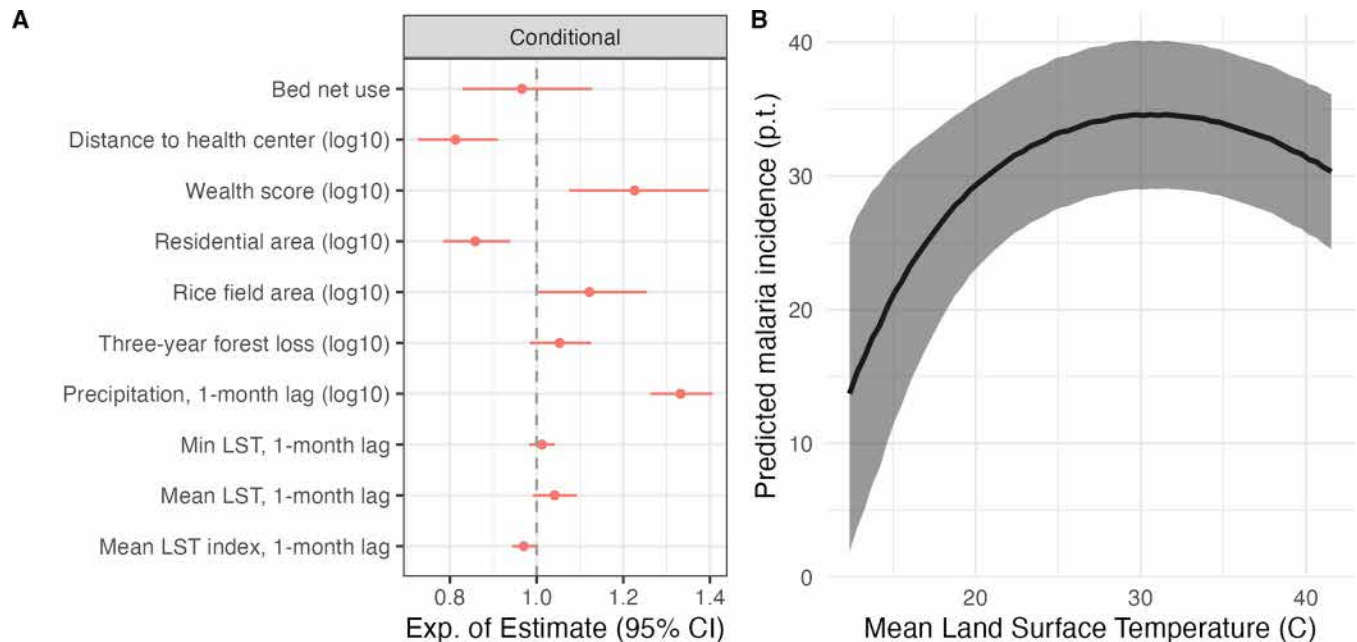 A
Conditional
Bed net use
Distance to health center (log10)
Wealth score (log10)
Residential area (log10)
Rice field area (log10)
Three-year forest loss (log10)
Precipitation, 1-month lag (log10)
Min LST, 1-month lag
Mean LST, 1-month lag
Mean LST index, 1-month lag
0.8 1.0 1.2 1.4
Exp. of Estimate (95% CI)
B
Predicted malaria incidence (p.t.)
40
30
20
10
0
20 30 40
Mean Land Surface Temperature (C)